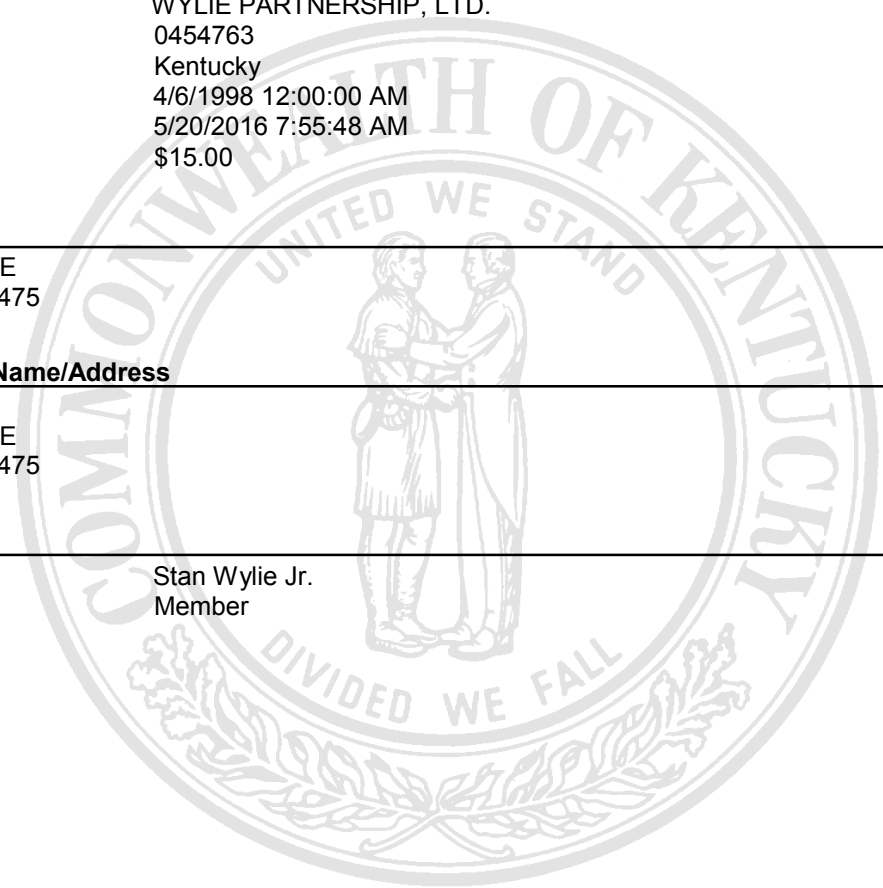 WYLIE PARTNERSHIP, LTD.
0454763
Kentucky
4/6/1998 12:00:00 AM
5/20/2016 7:55:48 AM
$15.00
E
475
Name/Address
E
475
Stan Wylie Jr.
Member
COMMONWEALTH OF KENTUCKY
UNITED WE STAND
DIVIDED WE FALL